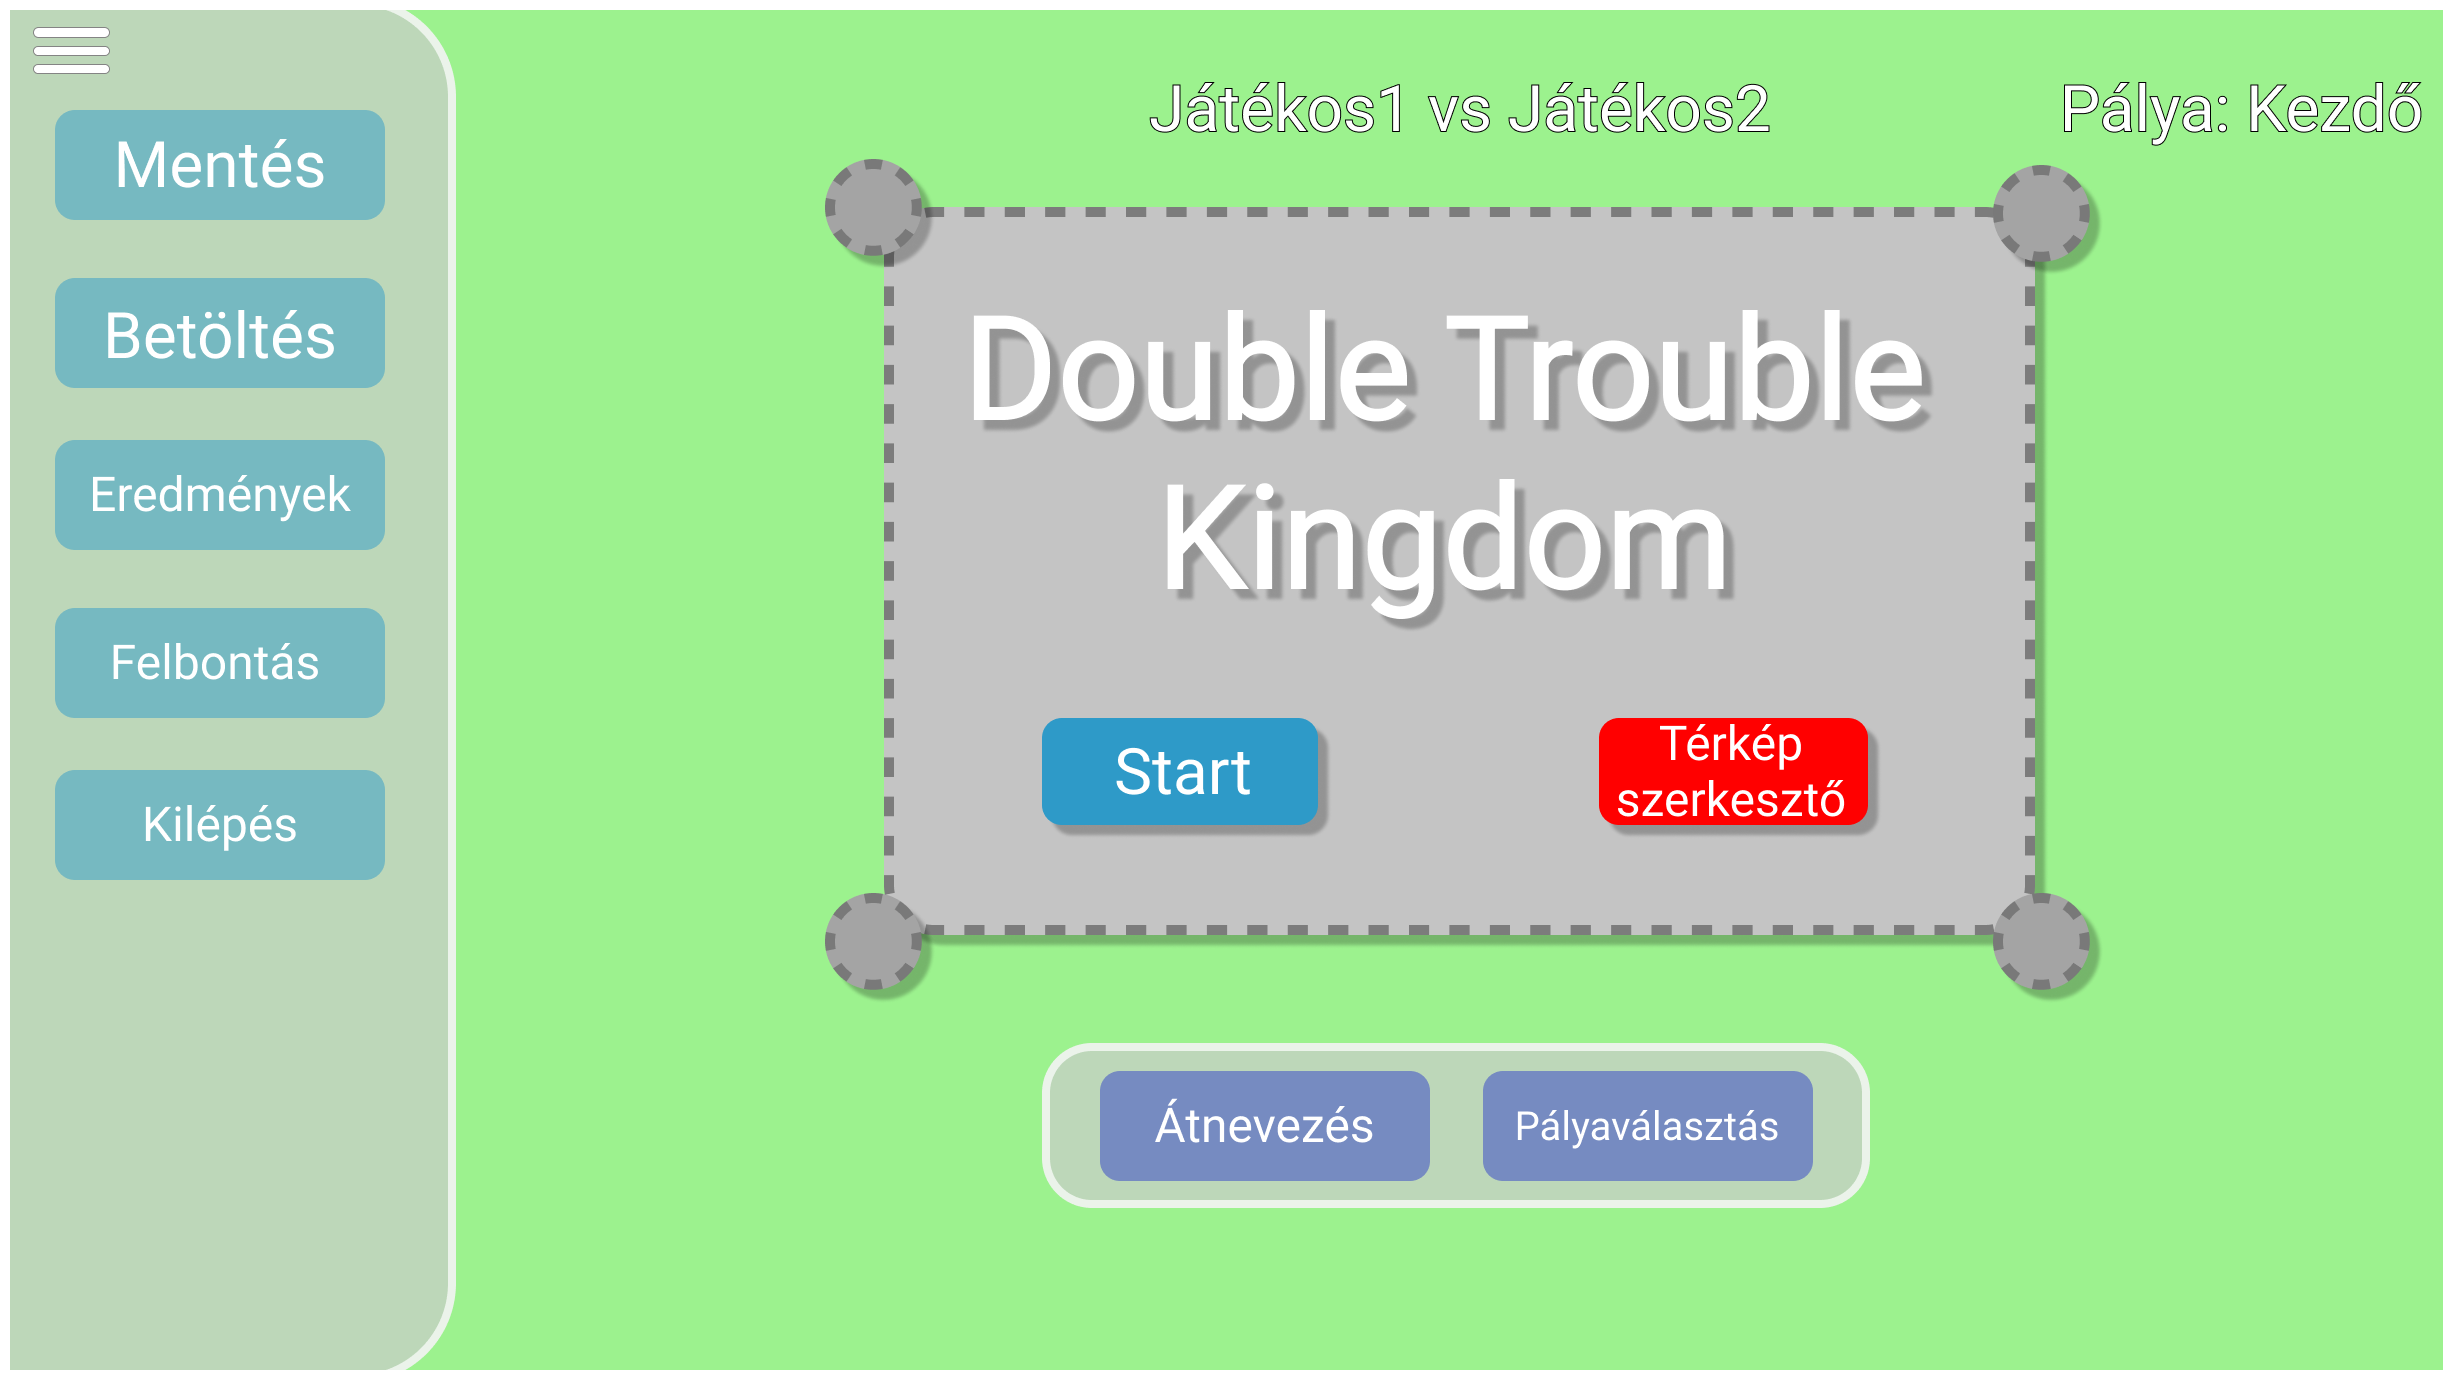 Játékos1 vs Játékos2
Pálya: Kezdő
Mentés
Betöltés
Eredmények
Felbontás
Kilépés
Double Trouble
Kingdom
Start
Térkép
szerkesztő
Átnevezés
Pályaválasztás